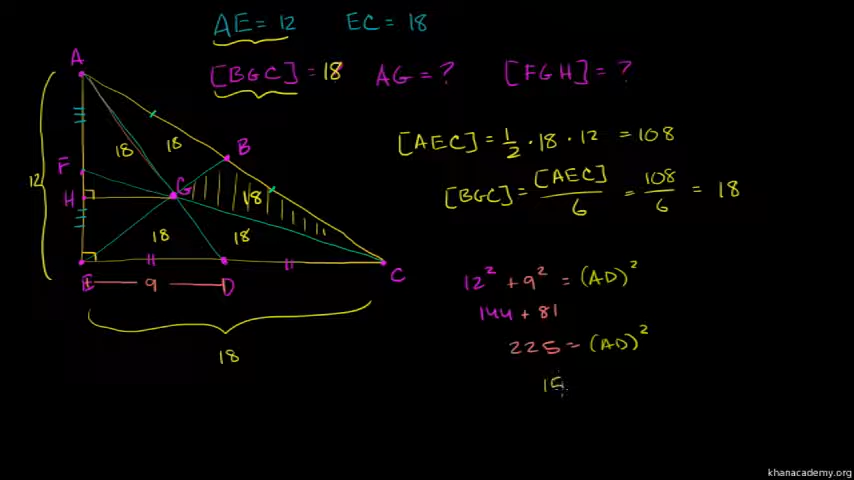 AE = 12 EC = 18
[BGC] = 18 AG = ? [FGH] = ?
A
[AEC] = 1/2 · 18 · 12 = 108
B
18 18
F
G
12
H
18
[BGC] = [AEC]/6 = 108/6 = 18
18 18
E 9 D C
12² + 9² = (AD)²
144 + 81
225 = (AD)²
18
15
khanacademy.org